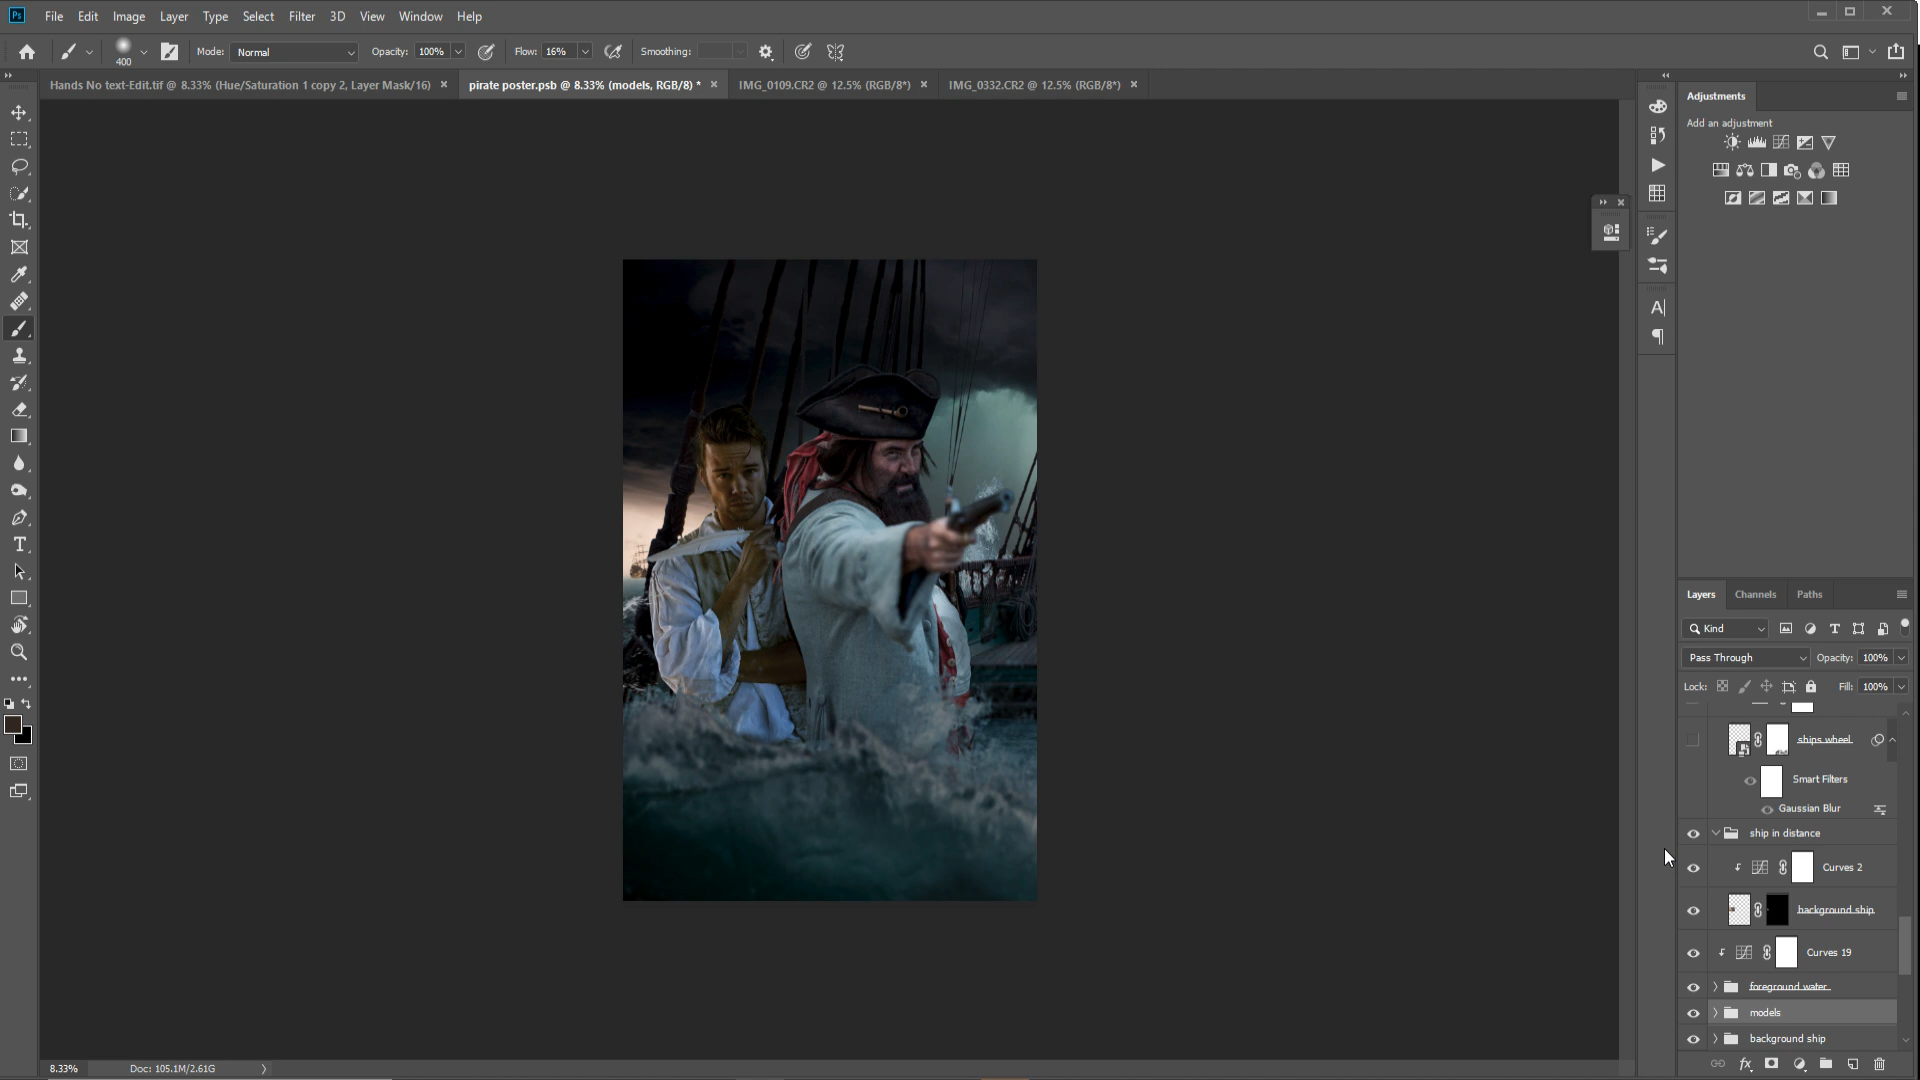 Ps File Edit Image Layer Type Select Filter 3D View Window Help
400 Mode: Normal Opacity: 100% Flow: 16% Smoothing:
Hands No text-Edit.tif @ 8.33% (Hue/Saturation 1 copy 2, Layer Mask/16) pirate poster.psb @ 8.33% (models, RGB/8) * IMG_0109.CR2 @ 12.5% (RGB/8*) IMG_0332.CR2 @ 12.5% (RGB/8*)
Adjustments
Add an adjustment
Layers Channels Paths
Kind
Pass Through Opacity: 100%
Lock: Fill: 100%
ships wheel
Smart Filters
Gaussian Blur
ship in distance
Curves 2
background ship
Curves 19
foreground water
models
background ship
8.33% Doc: 105.1M/2.61G